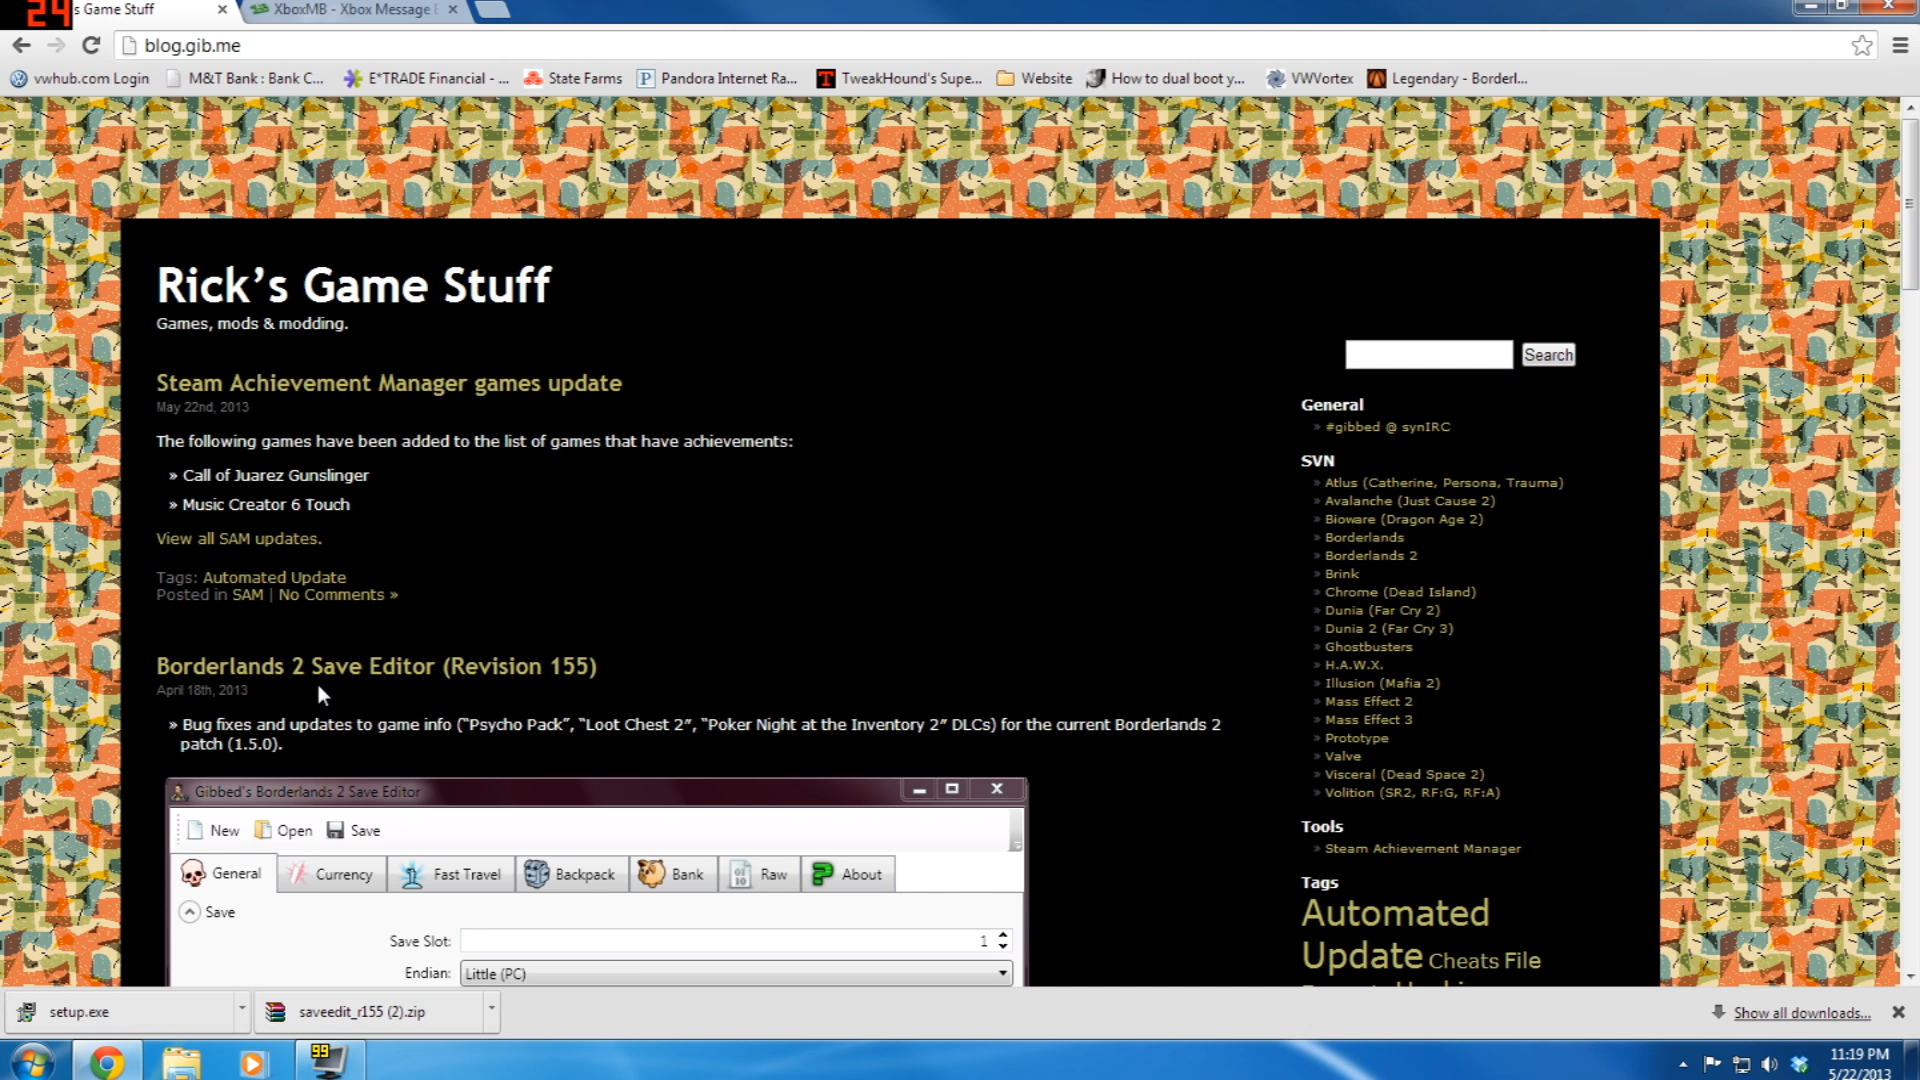 24
s Game Stuff
XboxMB - Xbox Message
blog.gib.me
vwhub.com Login
M&T Bank : Bank C...
E*TRADE Financial - ...
State Farms
Pandora Internet Ra...
TweakHound's Supe...
Website
How to dual boot y...
VWVortex
Legendary - Borderl...
Rick's Game Stuff
Games, mods & modding.
Search
Steam Achievement Manager games update
May 22nd, 2013
The following games have been added to the list of games that have achievements:
» Call of Juarez Gunslinger
» Music Creator 6 Touch
View all SAM updates.
Tags: Automated Update
Posted in SAM | No Comments »
Borderlands 2 Save Editor (Revision 155)
April 18th, 2013
» Bug fixes and updates to game info ("Psycho Pack", "Loot Chest 2", "Poker Night at the Inventory 2" DLCs) for the current Borderlands 2
patch (1.5.0).
Gibbed's Borderlands 2 Save Editor
New
Open
Save
General
Currency
Fast Travel
Backpack
Bank
Raw
About
Save
Save Slot:
1
Endian:
Little (PC)
General
» #gibbed @ synIRC
SVN
» Atlus (Catherine, Persona, Trauma)
» Avalanche (Just Cause 2)
» Bioware (Dragon Age 2)
» Borderlands
» Borderlands 2
» Brink
» Chrome (Dead Island)
» Dunia (Far Cry 2)
» Dunia 2 (Far Cry 3)
» Ghostbusters
» H.A.W.X.
» Illusion (Mafia 2)
» Mass Effect 2
» Mass Effect 3
» Prototype
» Valve
» Visceral (Dead Space 2)
» Volition (SR2, RF:G, RF:A)
Tools
» Steam Achievement Manager
Tags
Automated
Update Cheats File
setup.exe
saveedit_r155 (2).zip
Show all downloads...
99
11:19 PM
5/22/2013